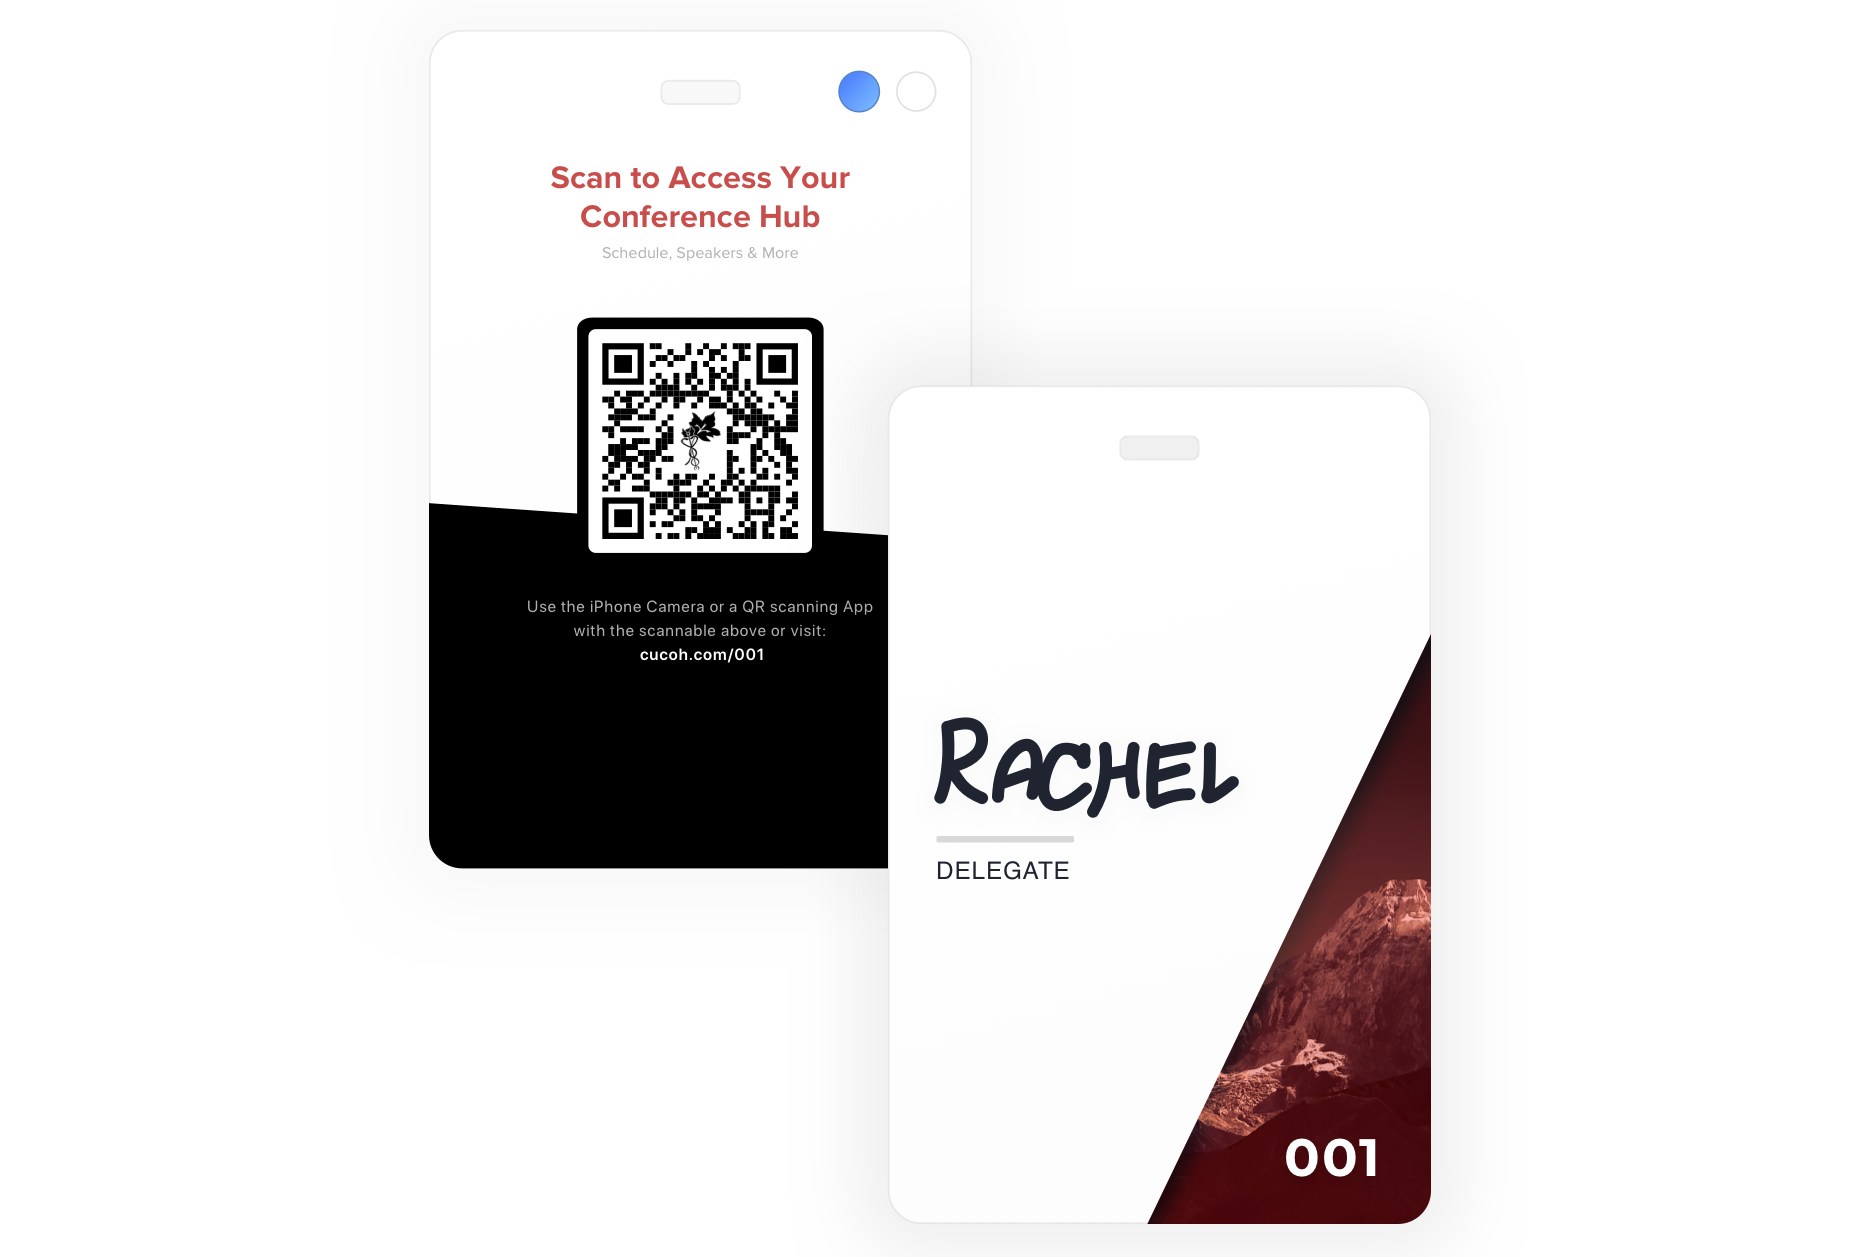 Scan to Access Your
Conference Hub
Schedule, Speakers & More
Use the iPhone Camera or a QR scanning App
with the scannable above or visit:
cucoh.com/001
RACHEL
DELEGATE
001